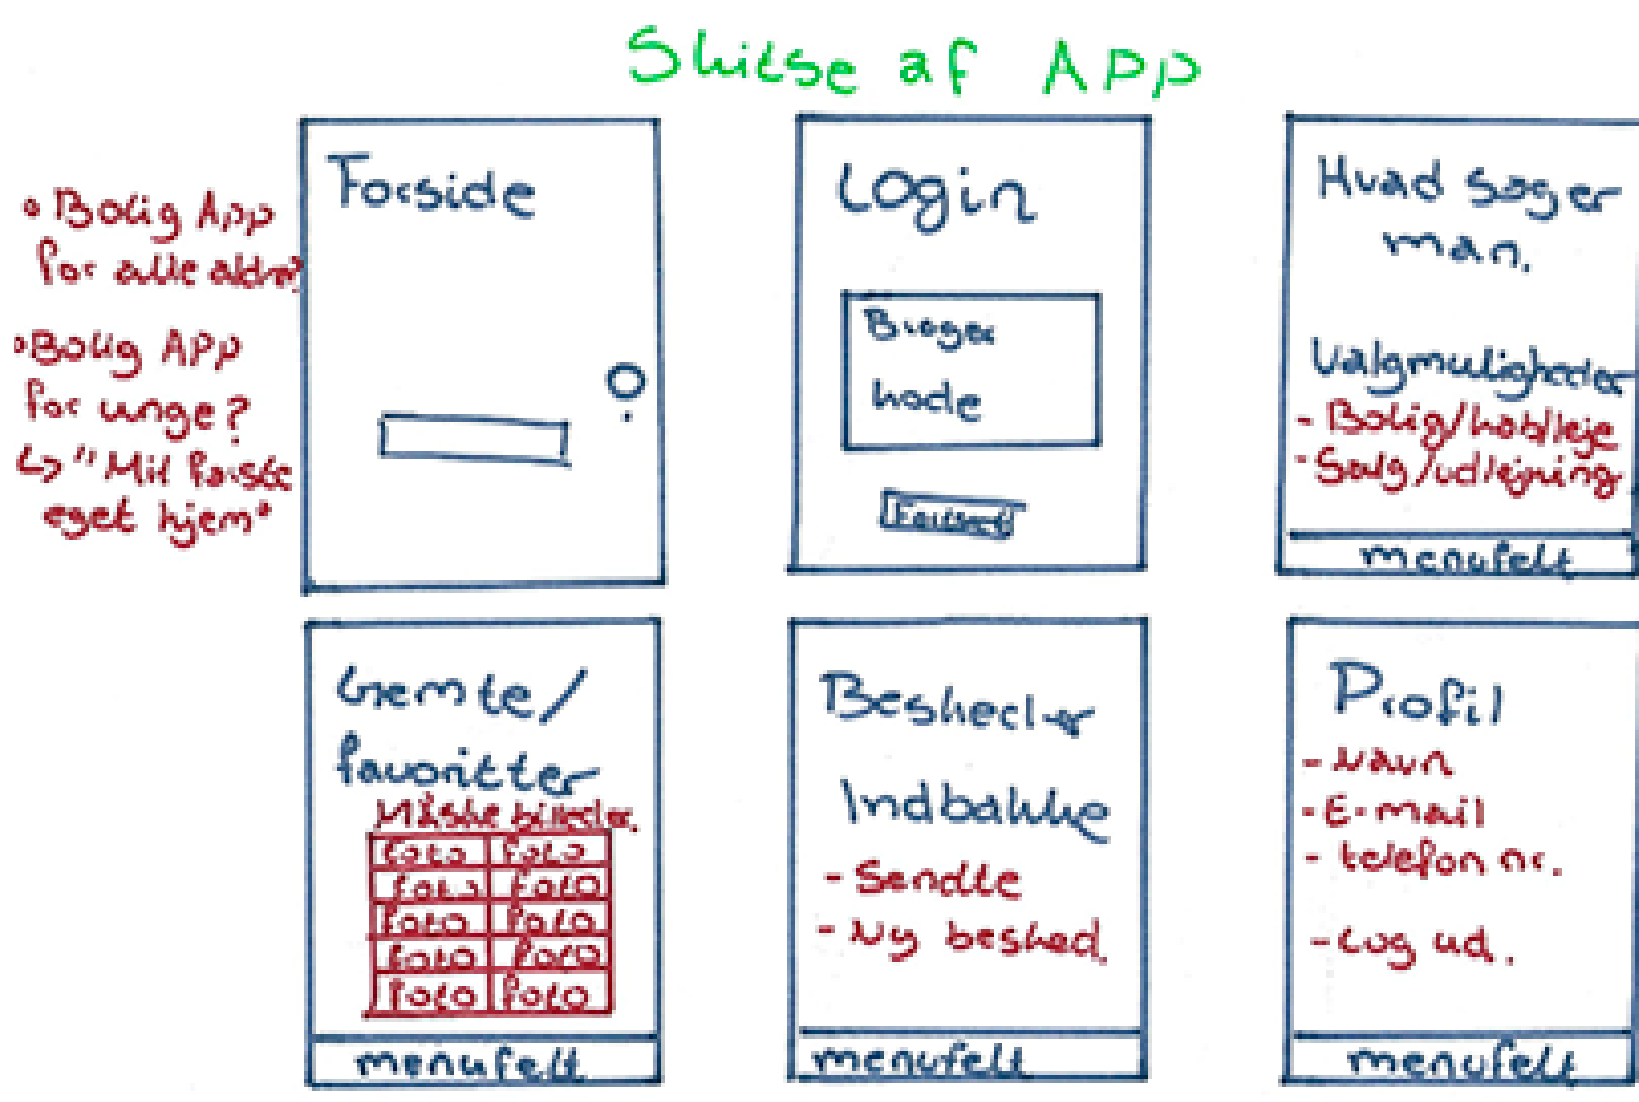 Skitse af App
• Bolig App
for alle aldre?
• Bolig App
for unge?
↳ "Mit første
eget hjem"
Forside
Login
Bruger
kode
Fortsæt
Hvad søger
man.
Valgmuligheder
- Bolig/køb/leje
- Salg/udlejning
menufelt
Gemte/
favoritter
Måske billeder.
foto foto
foto foto
foto foto
foto foto
foto foto
menufelt
Beskeder
Indbakke
- Sendte
- Ny besked.
menufelt
Profil
- Navn
- E-mail
- telefon nr.
- Log ud.
menufelt